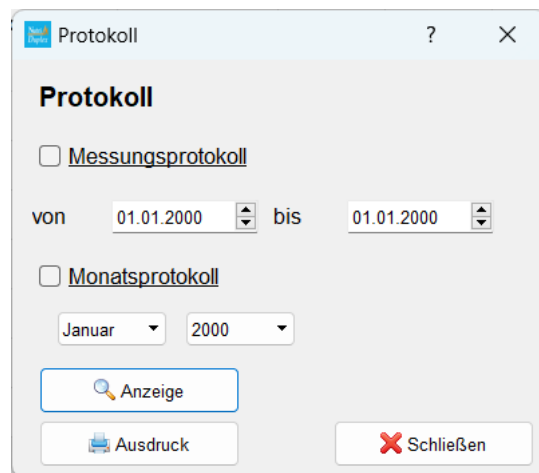 Protokoll
?
Protokoll
Messungsprotokoll
von 01.01.2000 bis 01.01.2000
Monatsprotokoll
Januar 2000
Anzeige
Ausdruck Schließen